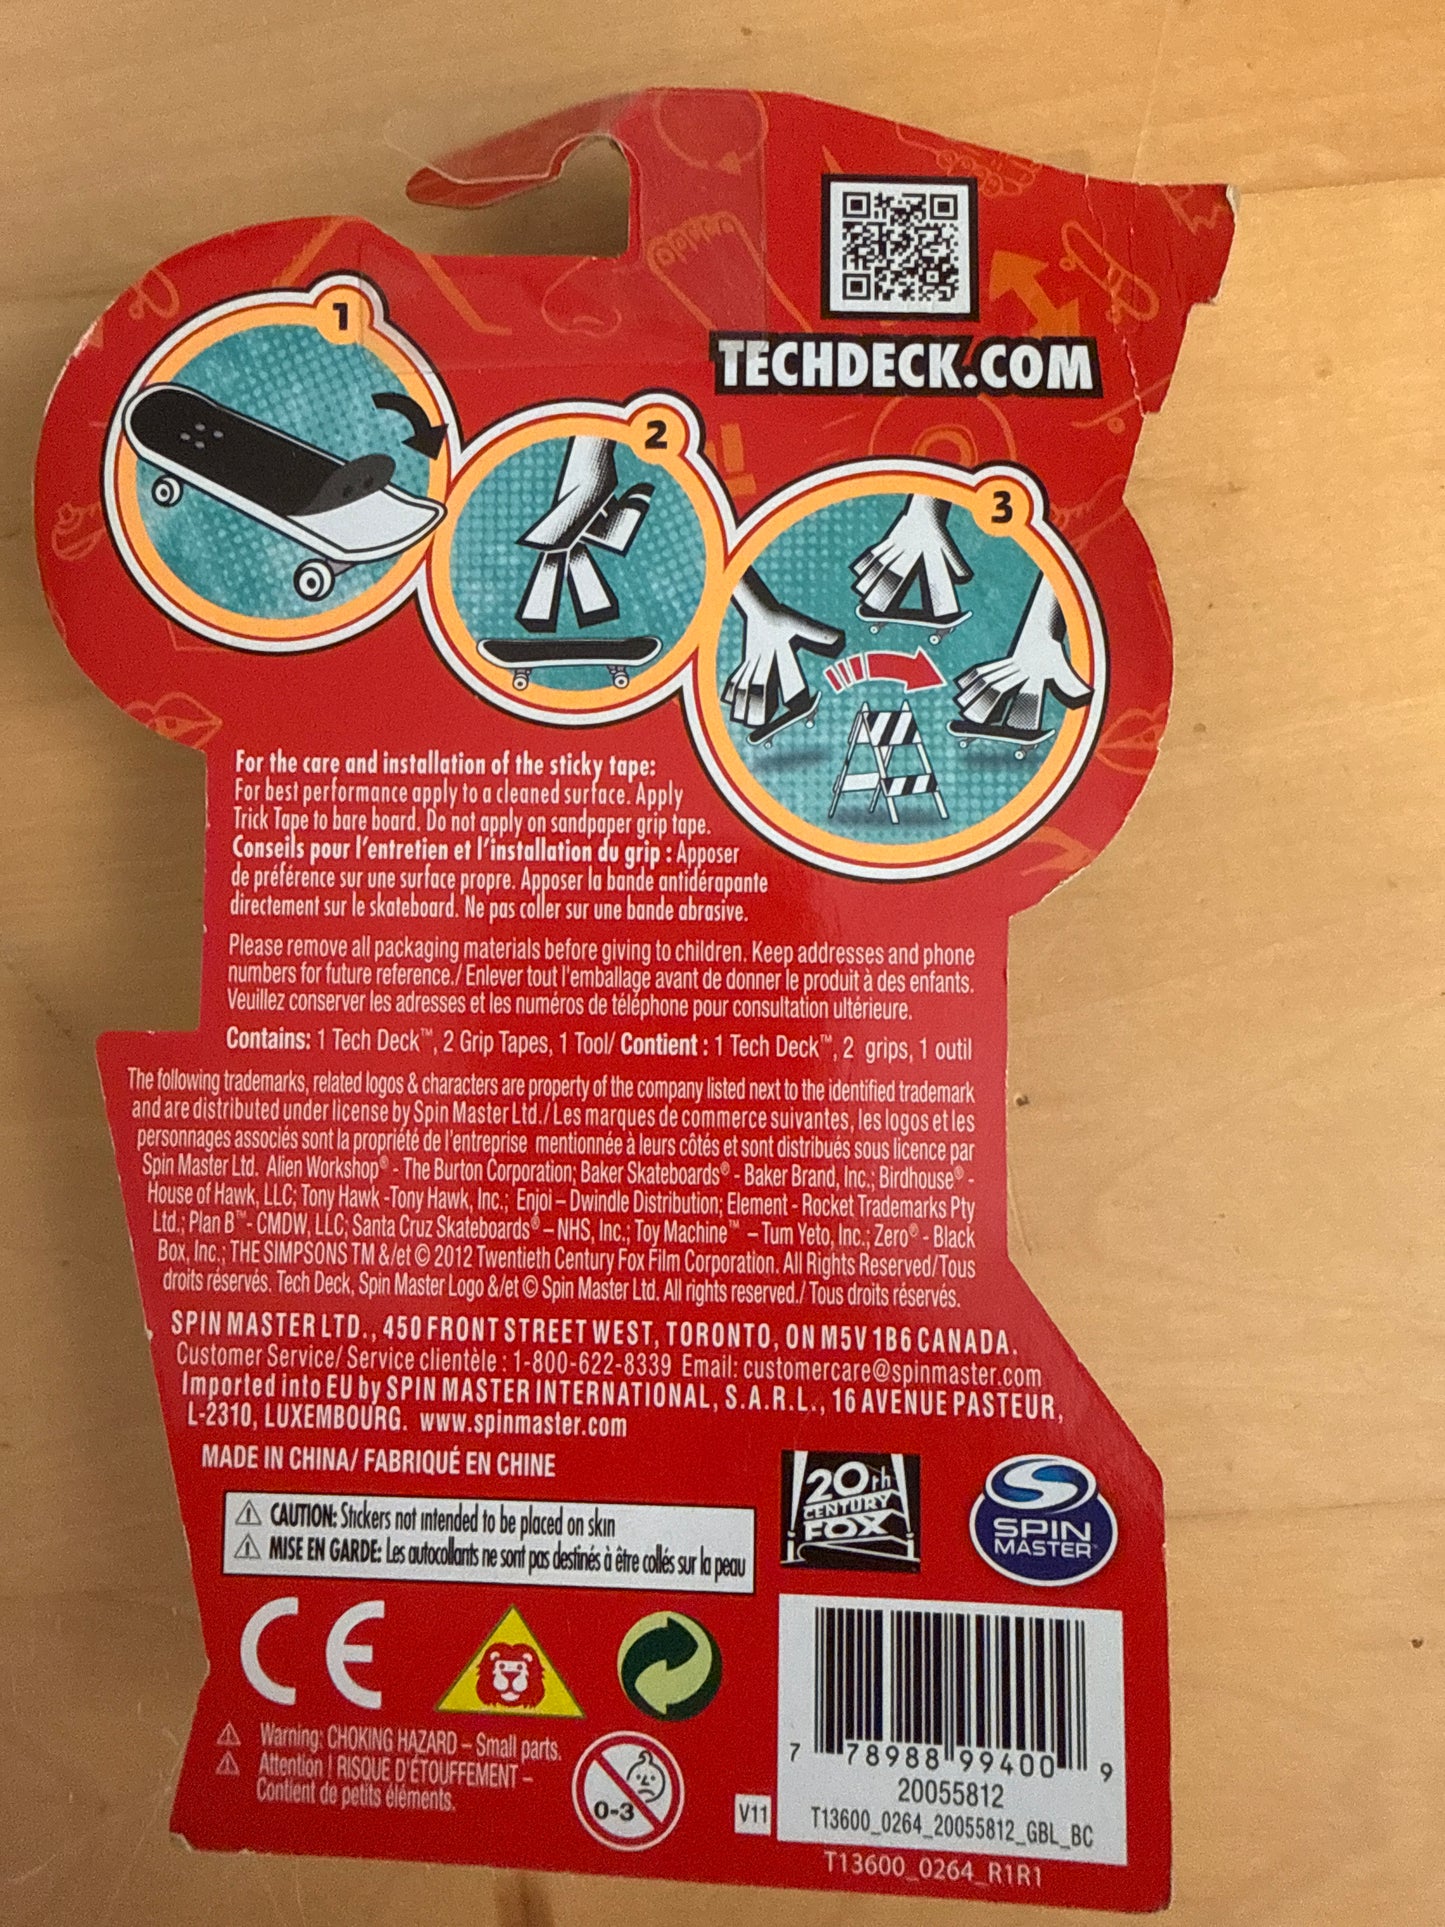 TECHDECK.COM
1
2
3
For the care and installation of the sticky tape:
For best performance apply to a cleaned surface. Apply
Trick Tape to bare board. Do not apply on sandpaper grip tape.
Conseils pour l'entretien et l'installation du grip : Apposer
de préférence sur une surface propre. Apposer la bande antidérapante
directement sur le skateboard. Ne pas coller sur une bande abrasive.
Please remove all packaging materials before giving to children. Keep addresses and phone
numbers for future reference./ Enlever tout l'emballage avant de donner le produit à des enfants.
Veuillez conserver les adresses et les numéros de téléphone pour consultation ultérieure.
Contains: 1 Tech Deck™, 2 Grip Tapes, 1 Tool/ Contient : 1 Tech Deck™, 2 grips, 1 outil
The following trademarks, related logos & characters are property of the company listed next to the identified trademark
and are distributed under license by Spin Master Ltd./ Les marques de commerce suivantes, les logos et les
personnages associés sont la propriété de l'entreprise mentionnée à leurs côtés et sont distribués sous licence par
Spin Master Ltd. Alien Workshop® - The Burton Corporation; Baker Skateboards® - Baker Brand, Inc.; Birdhouse® -
House of Hawk, LLC; Tony Hawk -Tony Hawk, Inc.; Enjoi – Dwindle Distribution; Element - Rocket Trademarks Pty
Ltd.; Plan B™- CMDW, LLC; Santa Cruz Skateboards® – NHS, Inc.; Toy Machine™ – Tum Yeto, Inc.; Zero® - Black
Box, Inc.; THE SIMPSONS TM &/et © 2012 Twentieth Century Fox Film Corporation. All Rights Reserved/Tous
droits réservés. Tech Deck, Spin Master Logo &/et © Spin Master Ltd. All rights reserved./ Tous droits réservés.
SPIN MASTER LTD., 450 FRONT STREET WEST, TORONTO, ON M5V 1B6 CANADA.
Customer Service/ Service clientèle : 1-800-622-8339 Email: customercare@spinmaster.com
Imported into EU by SPIN MASTER INTERNATIONAL, S.A.R.L., 16 AVENUE PASTEUR,
L-2310, LUXEMBOURG. www.spinmaster.com
MADE IN CHINA/ FABRIQUÉ EN CHINE
20th
CENTURY
FOX
SPIN
MASTER
CAUTION: Stickers not intended to be placed on skin
MISE EN GARDE: Les autocollants ne sont pas destinés à être collés sur la peau
CE
Warning: CHOKING HAZARD – Small parts.
Attention ! RISQUE D'ÉTOUFFEMENT –
Contient de petits éléments.
0-3
V11
7 78988 99400 9
20055812
T13600_0264_20055812_GBL_BC
T13600_0264_R1R1